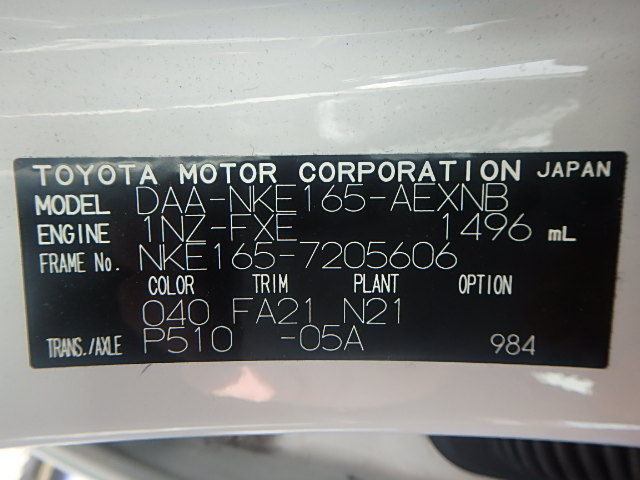 TOYOTA MOTOR CORPORATION JAPAN
MODEL DAA-NKE165-AEXNB
ENGINE 1NZ-FXE 1496 mL
FRAME No. NKE165-7205606
COLOR TRIM PLANT OPTION
040 FA21 N21
TRANS./AXLE P510 -05A 984